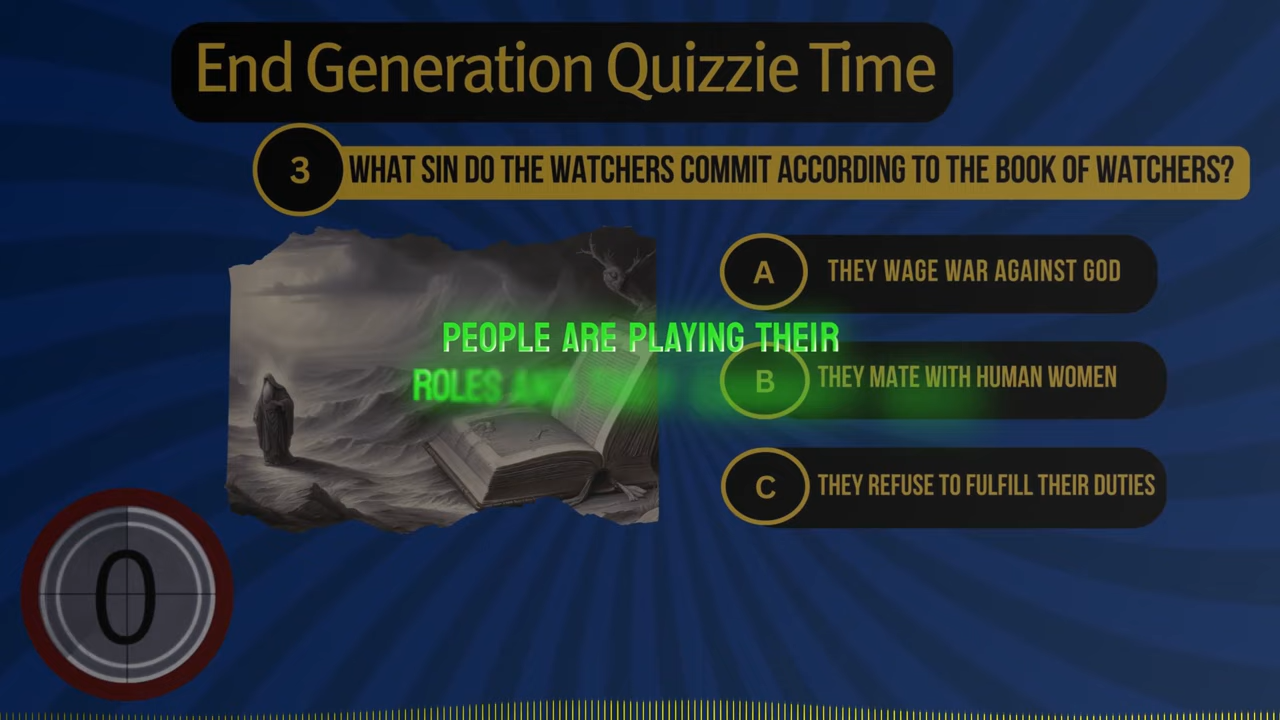 End Generation Quizzie Time
3 WHAT SIN DO THE WATCHERS COMMIT ACCORDING TO THE BOOK OF WATCHERS?
A THEY WAGE WAR AGAINST GOD
PEOPLE ARE PLAYING THEIR
ROLES
B THEY MATE WITH HUMAN WOMEN
C THEY REFUSE TO FULFILL THEIR DUTIES
0